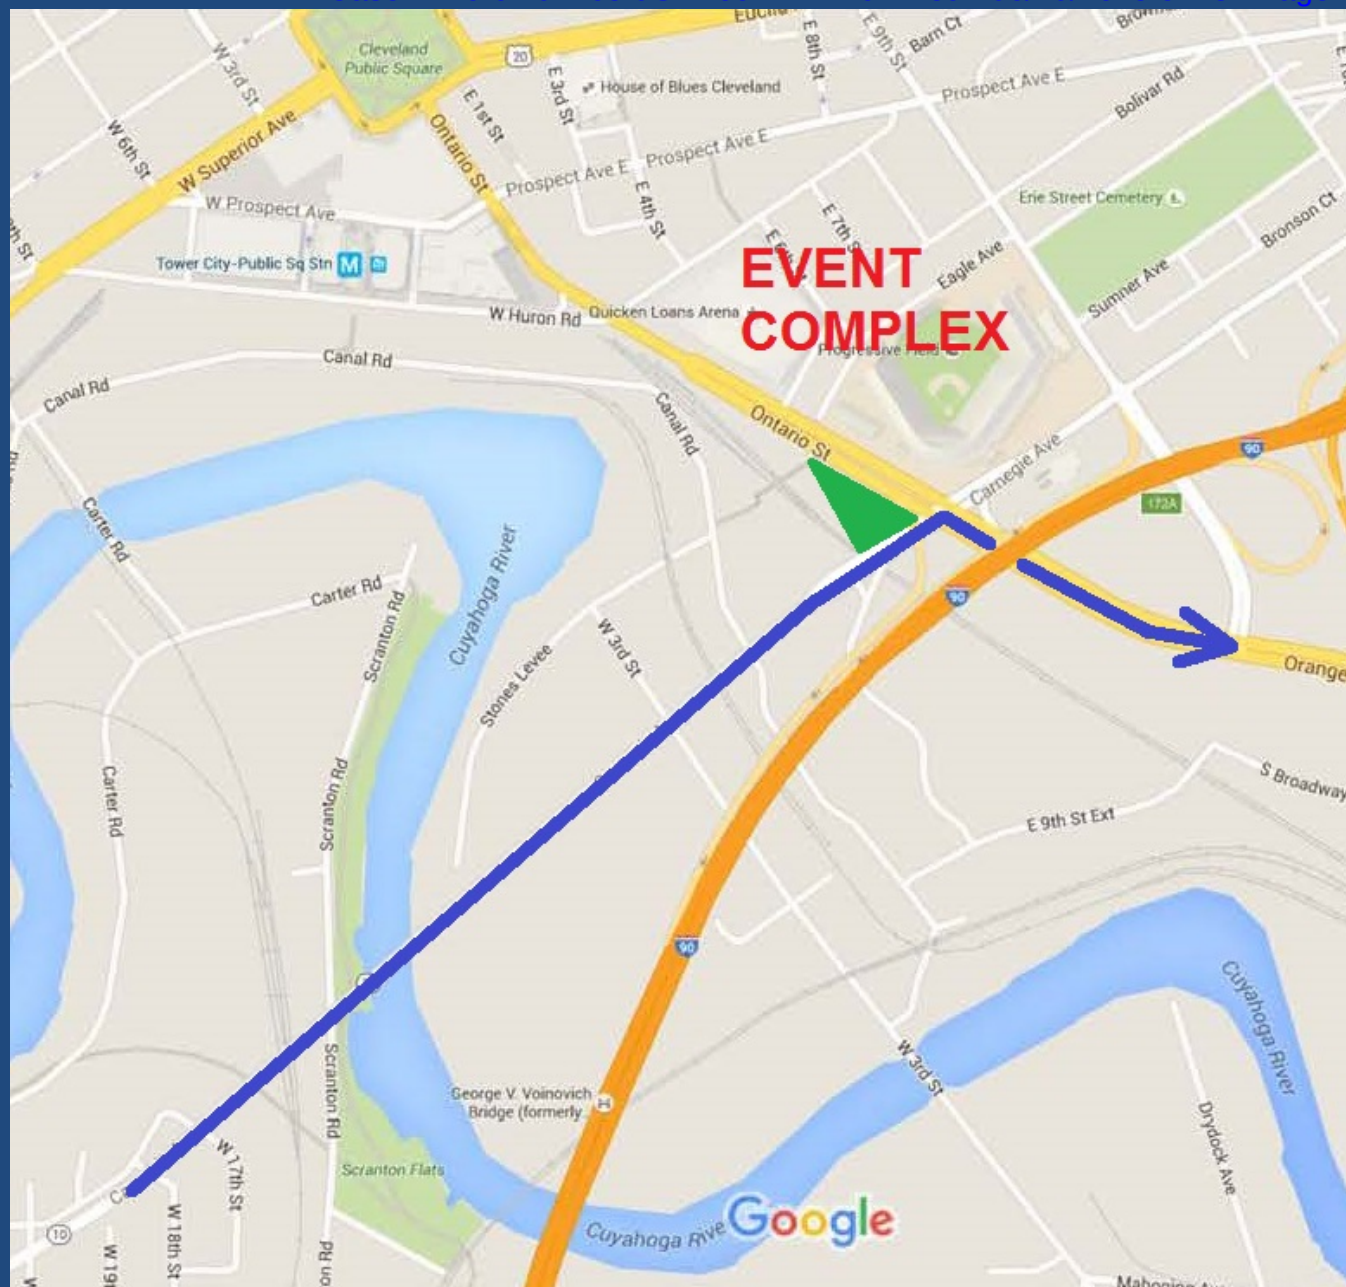 Euclid
W 3rd St
Cleveland
Public Square
20
E 8th St
E 9th St
Barn Ct
Prospect Ave E
Bolivar Rd
House of Blues Cleveland
E 3rd St
E 1st St
W 6th St
W Superior Ave
Ontario St
Prospect Ave E
Prospect Ave E
E 4th St
E 7th St
Erie Street Cemetery
Bronson Ct
W Prospect Ave
Tower City-Public Sq Stn
M
EVENT
COMPLEX
Eagle Ave
Sumner Ave
W Huron Rd
Quicken Loans Arena
Progressive Field
Canal Rd
Canal Rd
Canal Rd
Ontario St
Carnegie Ave
90
172A
Carter Rd
Cuyahoga River
Carter Rd
Scranton Rd
90
W 3rd St
Stones Levee
Orange
Scranton Rd
Carter Rd
S Broadway
E 9th St Ext
90
Cuyahoga River
Scranton Rd
W 3rd St
George V. Voinovich
Bridge (formerly
Drydock Ave
W 17th St
Scranton Flats
10
W 18th St
W 19t
Google
Cuyahoga Rive